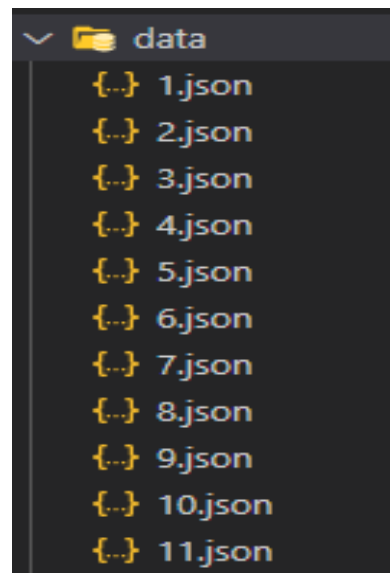 data
{...} 1.json
{...} 2.json
{...} 3.json
{...} 4.json
{...} 5.json
{...} 6.json
{...} 7.json
{...} 8.json
{...} 9.json
{...} 10.json
{...} 11.json